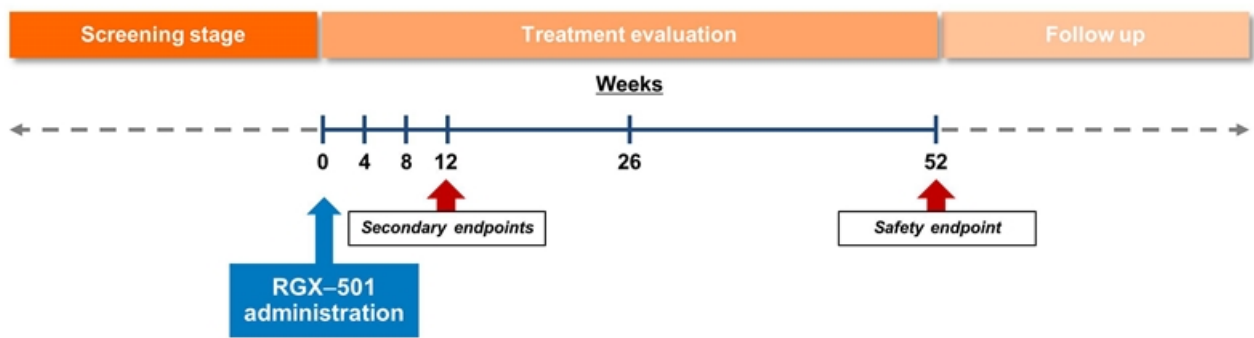 Screening stage
Treatment evaluation
Follow up
Weeks
0 4 8 12 26 52
Secondary endpoints
Safety endpoint
RGX–501
administration